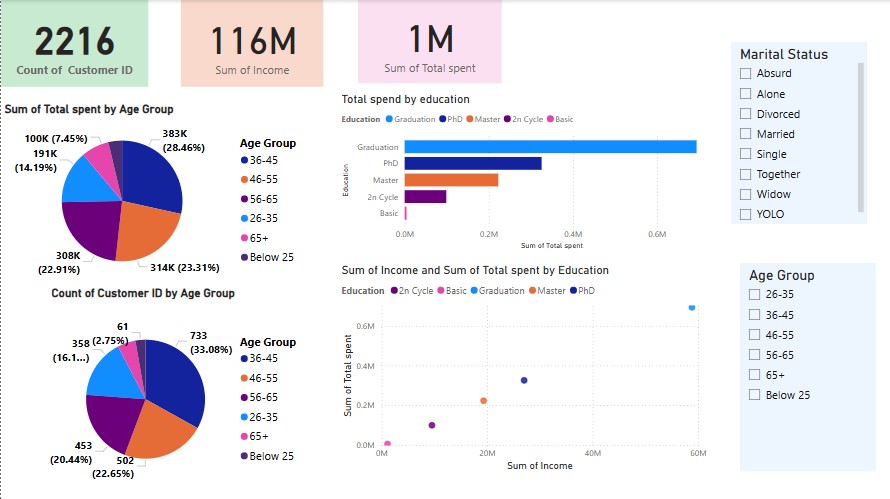 2216
Count of Customer ID
116M
Sum of Income
1M
Sum of Total spent
Marital Status
Absurd
Alone
Divorced
Married
Single
Together
Widow
YOLO
Sum of Total spent by Age Group
100K (7.45%)
383K
(28.46%)
191K
(14.19%)
308K
(22.91%)
314K (23.31%)
Age Group
36-45
46-55
56-65
26-35
65+
Below 25
Total spend by education
Education Graduation PhD Master 2n Cycle Basic
Education
Graduation
PhD
Master
2n Cycle
Basic
0.0M 0.2M 0.4M 0.6M
Sum of Total spent
Count of Customer ID by Age Group
61
(2.75%)
733
(33.08%)
358
(16.1...)
453
(20.44%)
502
(22.65%)
Age Group
36-45
46-55
56-65
26-35
65+
Below 25
Sum of Income and Sum of Total spent by Education
Education 2n Cycle Basic Graduation Master PhD
Sum of Total spent
0.6M
0.4M
0.2M
0.0M
0M 20M 40M 60M
Sum of Income
Age Group
26-35
36-45
46-55
56-65
65+
Below 25